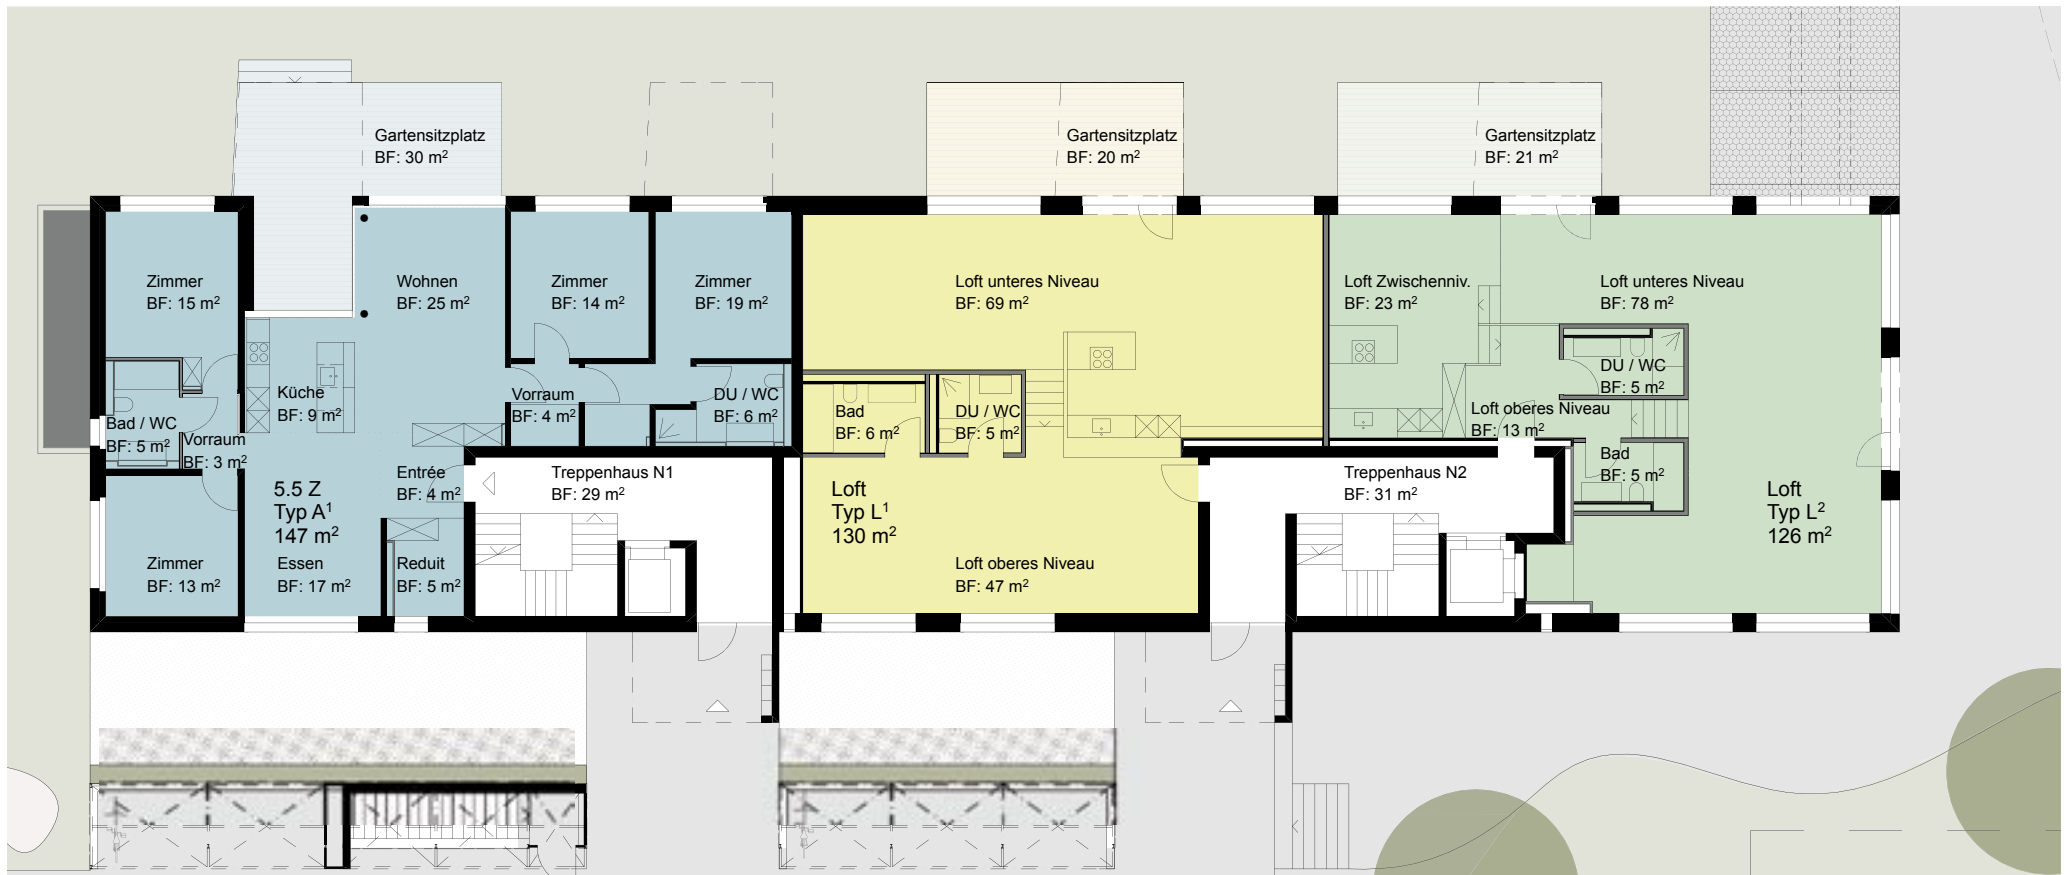 Gartensitzplatz
BF: 30 m²
Gartensitzplatz
BF: 20 m²
Gartensitzplatz
BF: 21 m²
Zimmer
BF: 15 m²
Wohnen
BF: 25 m²
Zimmer
BF: 14 m²
Zimmer
BF: 19 m²
Loft unteres Niveau
BF: 69 m²
Loft Zwischenniv.
BF: 23 m²
Loft unteres Niveau
BF: 78 m²
Küche
BF: 9 m²
Vorraum
BF: 4 m²
DU / WC
BF: 6 m²
Bad
BF: 6 m²
DU / WC
BF: 5 m²
DU / WC
BF: 5 m²
Loft oberes Niveau
BF: 13 m²
Bad / WC
BF: 5 m²
Vorraum
BF: 3 m²
Entrée
BF: 4 m²
Treppenhaus N1
BF: 29 m²
Treppenhaus N2
BF: 31 m²
Bad
BF: 5 m²
5.5 Z
Typ A¹
147 m²
Loft
Typ L¹
130 m²
Loft
Typ L²
126 m²
Zimmer
BF: 13 m²
Essen
BF: 17 m²
Reduit
BF: 5 m²
Loft oberes Niveau
BF: 47 m²